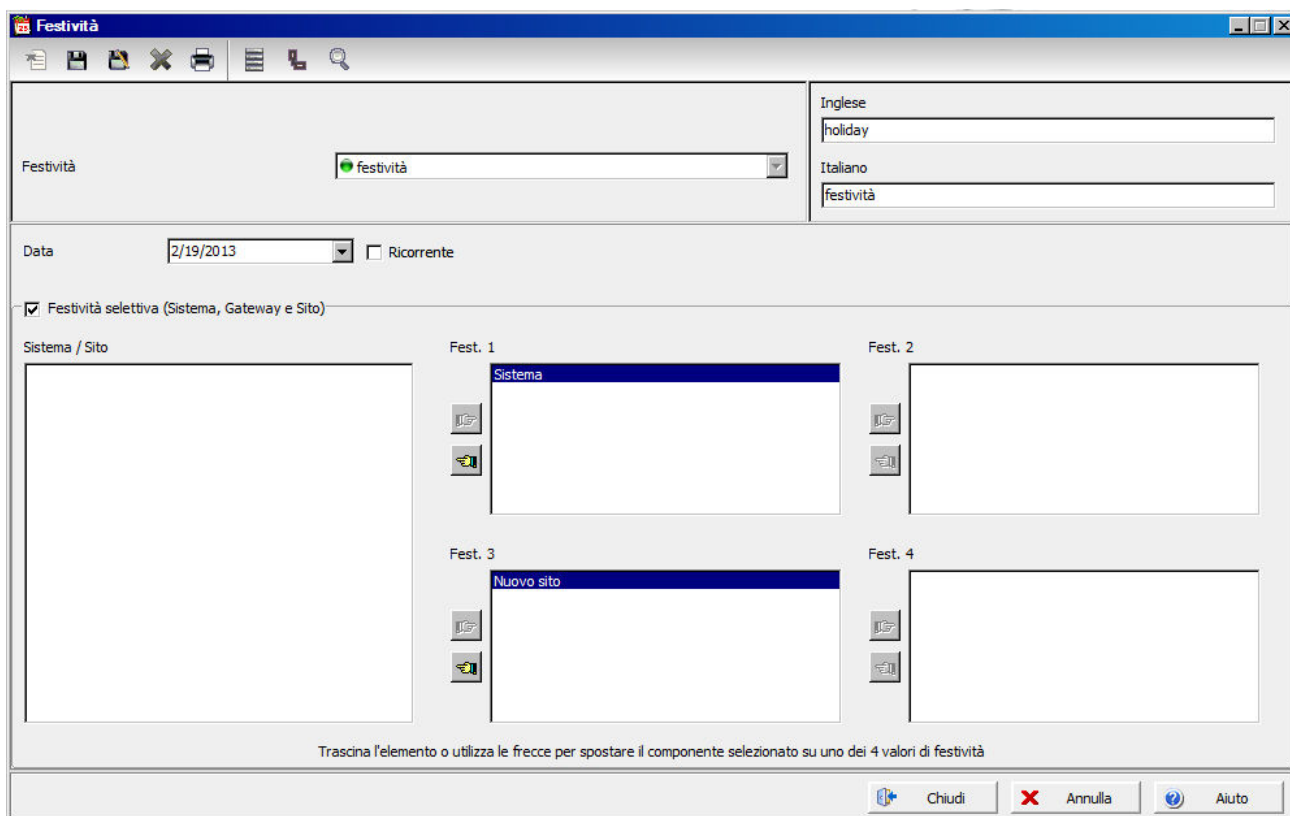 Festività
Inglese
holiday
Festività
festività
Italiano
festività
Data
2/19/2013
Ricorrente
Festività selettiva (Sistema, Gateway e Sito)
Sistema / Sito
Fest. 1
Fest. 2
Sistema
Fest. 3
Fest. 4
Nuovo sito
Trascina l'elemento o utilizza le frecce per spostare il componente selezionato su uno dei 4 valori di festività
Chiudi
Annulla
Aiuto